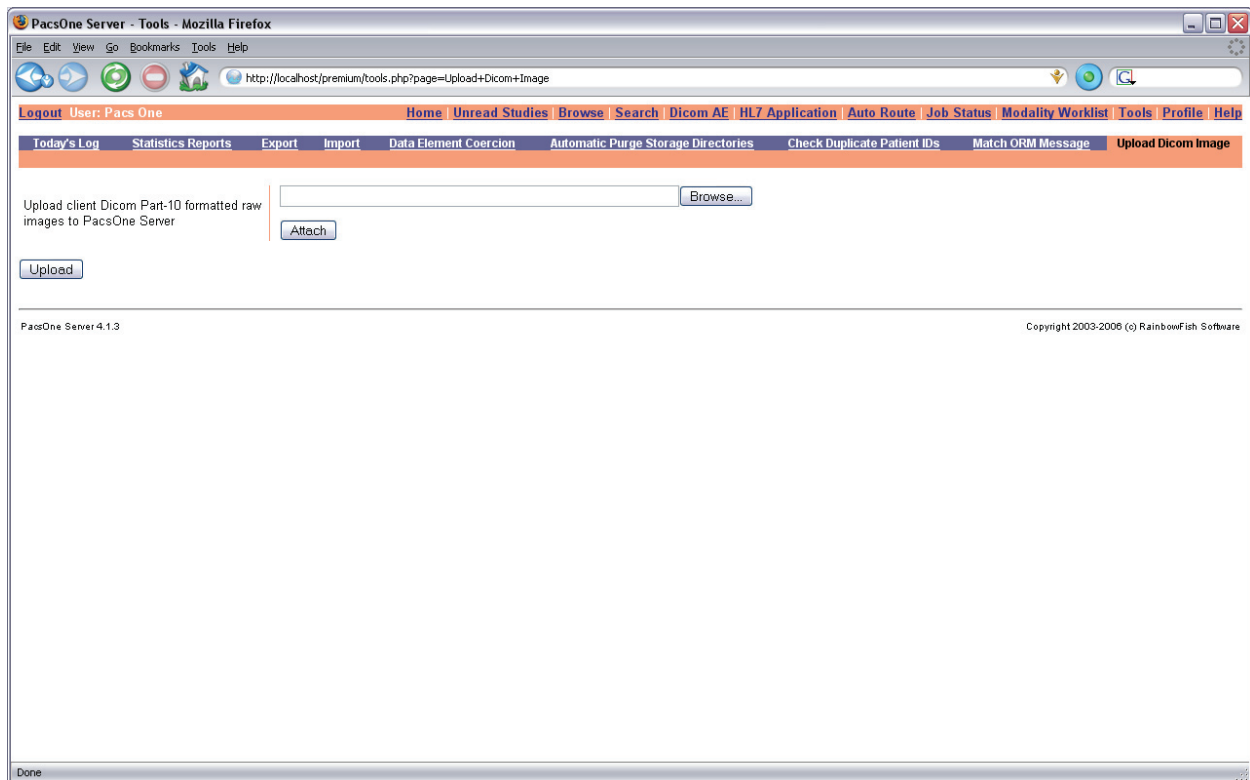 PacsOne Server - Tools - Mozilla Firefox
File Edit View Go Bookmarks Tools Help
http://localhost/premium/tools.php?page=Upload+Dicom+Image
G
Logout User: Pacs One Home | Unread Studies | Browse | Search | Dicom AE | HL7 Application | Auto Route | Job Status | Modality Worklist | Tools | Profile | Help
Today's Log Statistics Reports Export Import Data Element Coercion Automatic Purge Storage Directories Check Duplicate Patient IDs Match ORM Message Upload Dicom Image
Browse...
Upload client Dicom Part-10 formatted raw
images to PacsOne Server
Attach
Upload
PacsOne Server 4.1.3 Copyright 2003-2006 (c) RainbowFish Software
Done